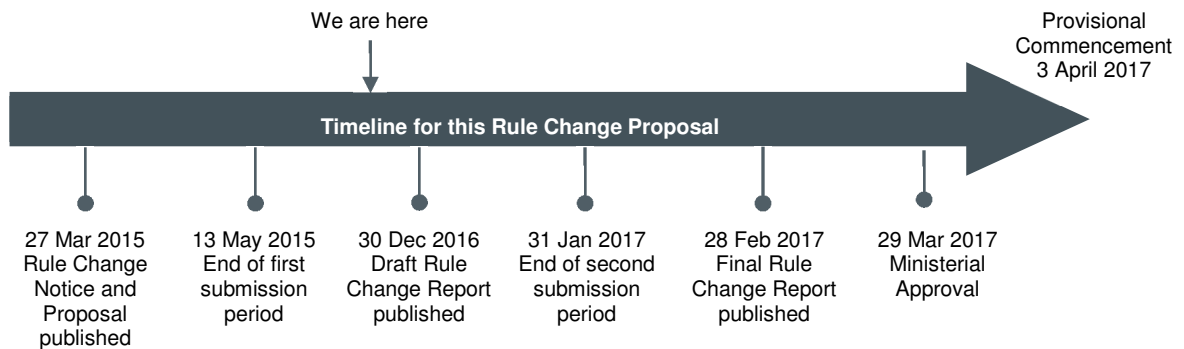 We are here
Provisional
Commencement
3 April 2017
Timeline for this Rule Change Proposal
27 Mar 2015
Rule Change
Notice and
Proposal
published
13 May 2015
End of first
submission
period
30 Dec 2016
Draft Rule
Change Report
published
31 Jan 2017
End of second
submission
period
28 Feb 2017
Final Rule
Change Report
published
29 Mar 2017
Ministerial
Approval